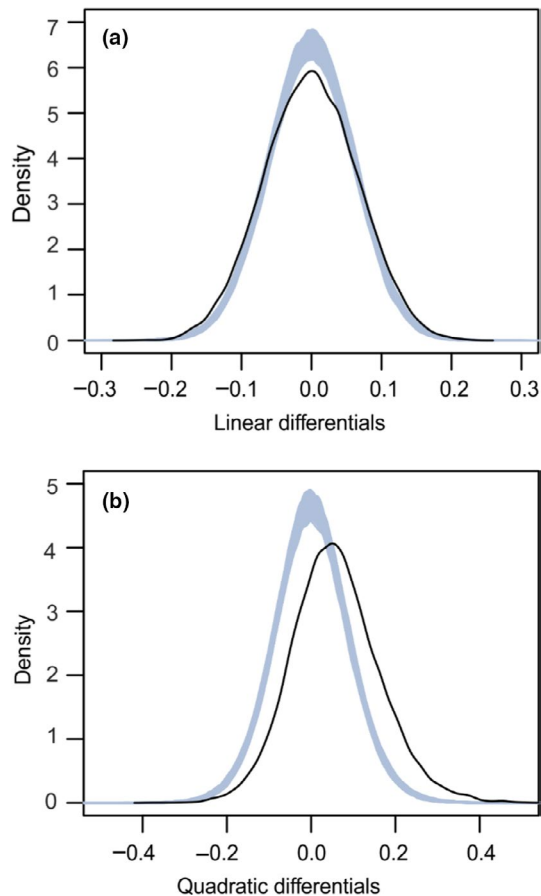 (a)
7
6
5
4
3
2
1
0
Density
−0.3 −0.2 −0.1 0.0 0.1 0.2 0.3
Linear differentials
(b)
5
4
3
2
1
0
Density
−0.4 −0.2 0.0 0.2 0.4
Quadratic differentials